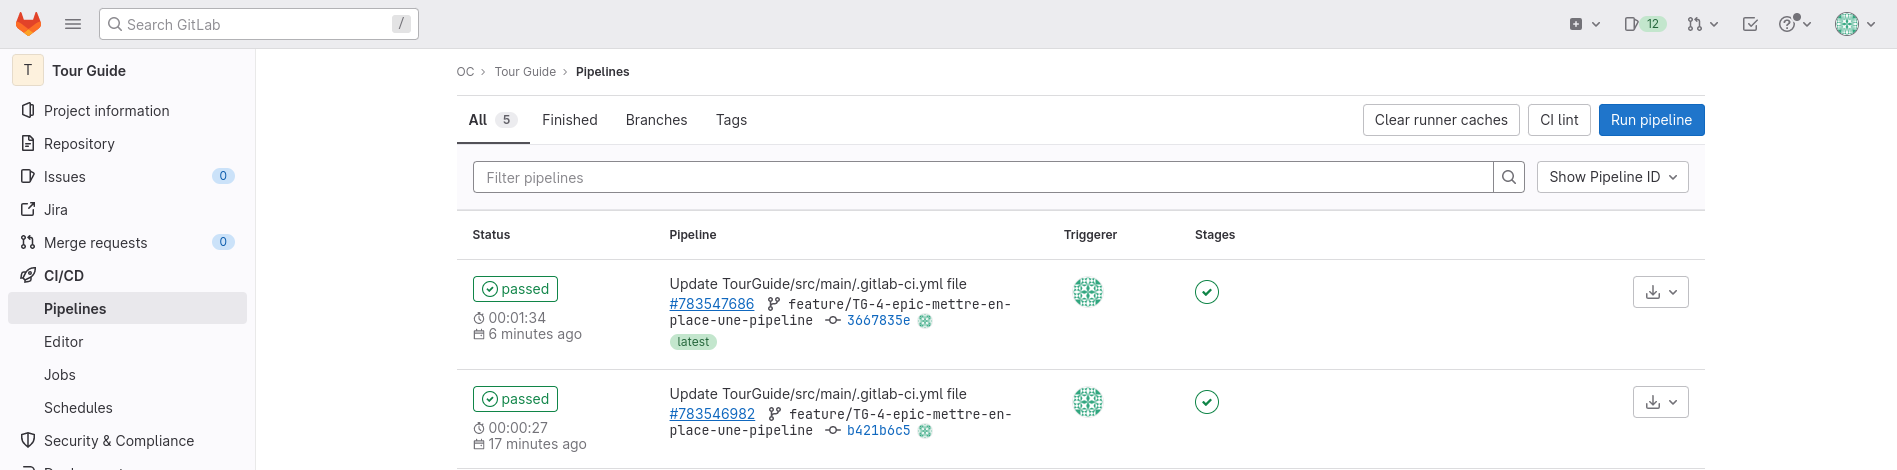 Search GitLab /
12
T Tour Guide
Project information
Repository
Issues 0
Jira
Merge requests 0
CI/CD
Pipelines
Editor
Jobs
Schedules
Security & Compliance
OC > Tour Guide > Pipelines
All 5 Finished Branches Tags
Clear runner caches CI lint Run pipeline
Filter pipelines
Show Pipeline ID
Status Pipeline Triggerer Stages
passed
00:01:34
6 minutes ago
Update TourGuide/src/main/.gitlab-ci.yml file
#783547686 feature/TG-4-epic-mettre-en-
place-une-pipeline 3667835e
latest
passed
00:00:27
17 minutes ago
Update TourGuide/src/main/.gitlab-ci.yml file
#783546982 feature/TG-4-epic-mettre-en-
place-une-pipeline b421b6c5